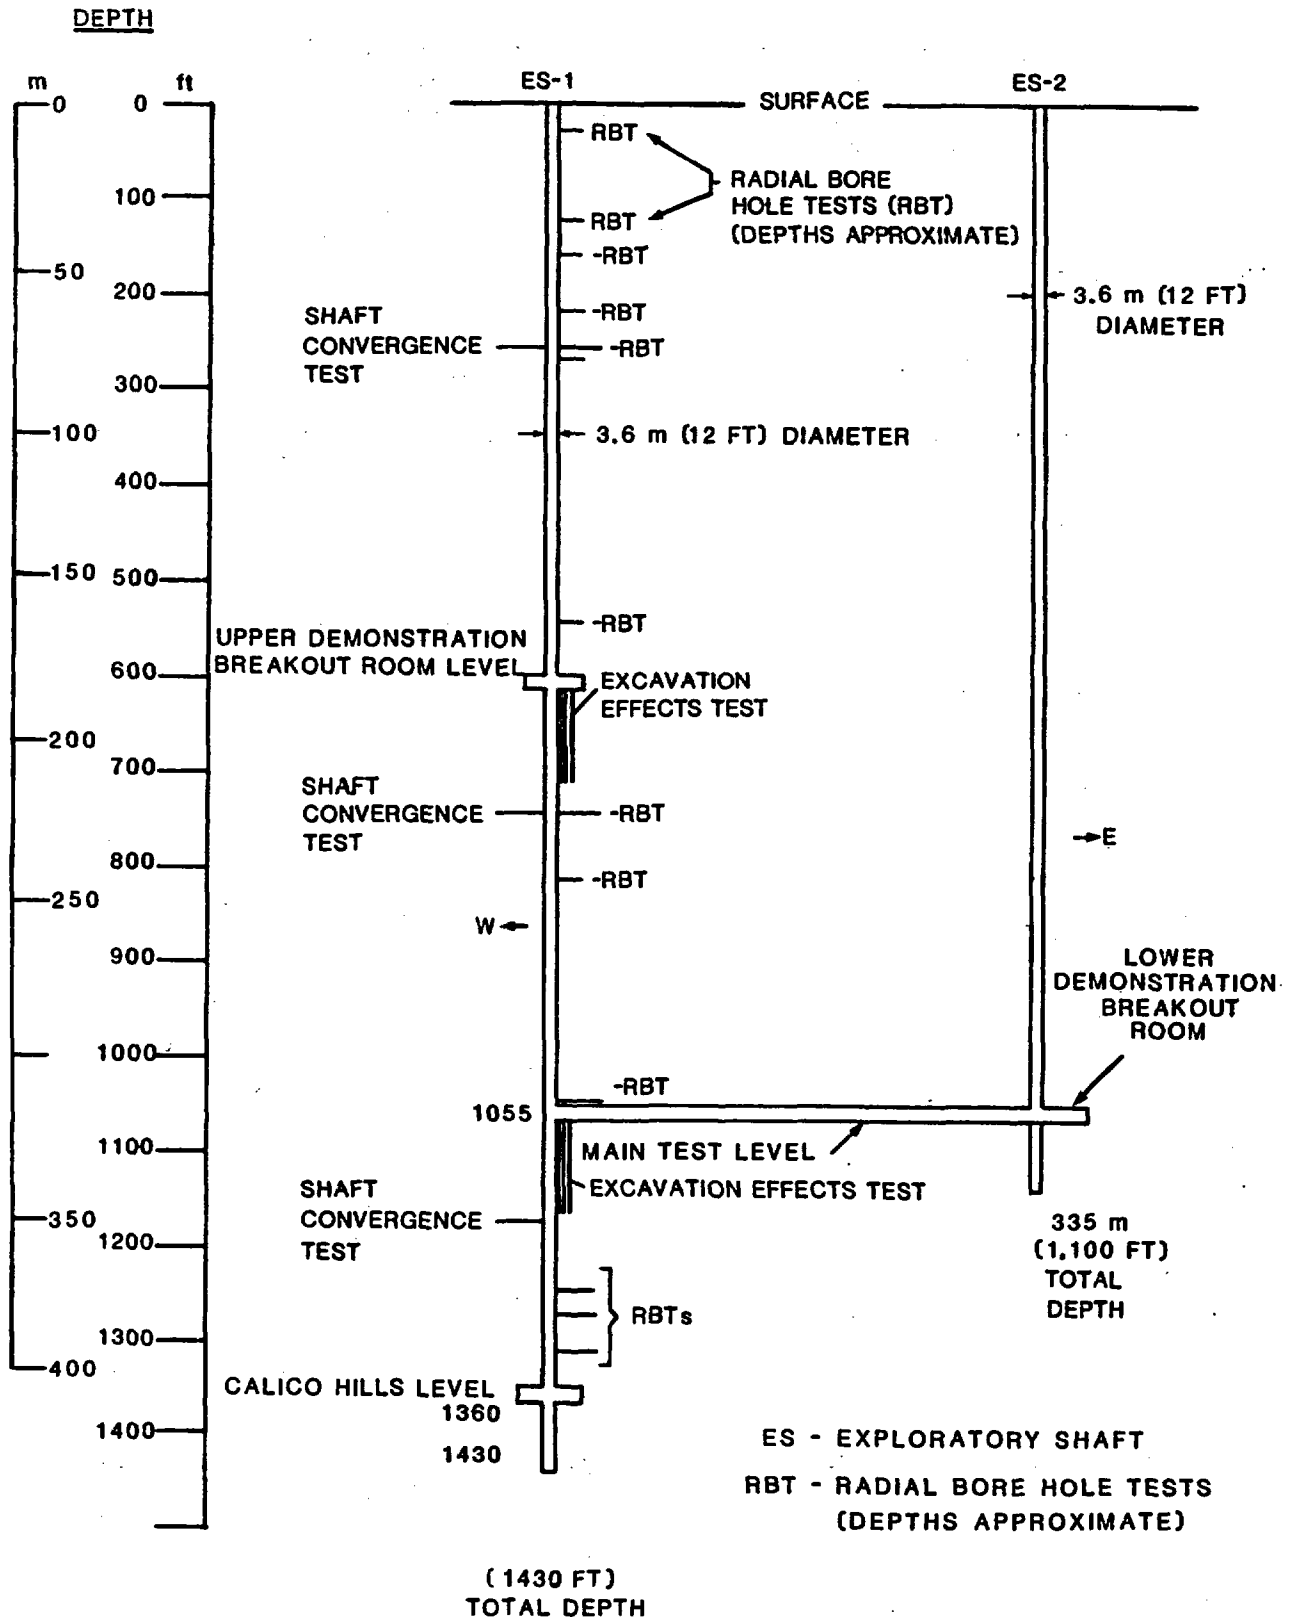 DEPTH
m
ft
ES-1
ES-2
0
0
SURFACE
RBT
RADIAL BORE
HOLE TESTS (RBT)
(DEPTHS APPROXIMATE)
100
RBT
-RBT
50
200
3.6 m (12 FT)
DIAMETER
-RBT
SHAFT
CONVERGENCE
TEST
-RBT
300
100
3.6 m (12 FT) DIAMETER
400
150
500
-RBT
UPPER DEMONSTRATION
BREAKOUT ROOM LEVEL
600
EXCAVATION
EFFECTS TEST
200
700
SHAFT
CONVERGENCE
TEST
-RBT
E
800
-RBT
250
W
900
LOWER
DEMONSTRATION
BREAKOUT
ROOM
1000
-RBT
1055
1100
MAIN TEST LEVEL
EXCAVATION EFFECTS TEST
SHAFT
CONVERGENCE
TEST
350
1200
335 m
(1,100 FT)
TOTAL
DEPTH
RBTs
1300
400
CALICO HILLS LEVEL
1360
1400
1430
ES - EXPLORATORY SHAFT
RBT - RADIAL BORE HOLE TESTS
(DEPTHS APPROXIMATE)
(1430 FT)
TOTAL DEPTH